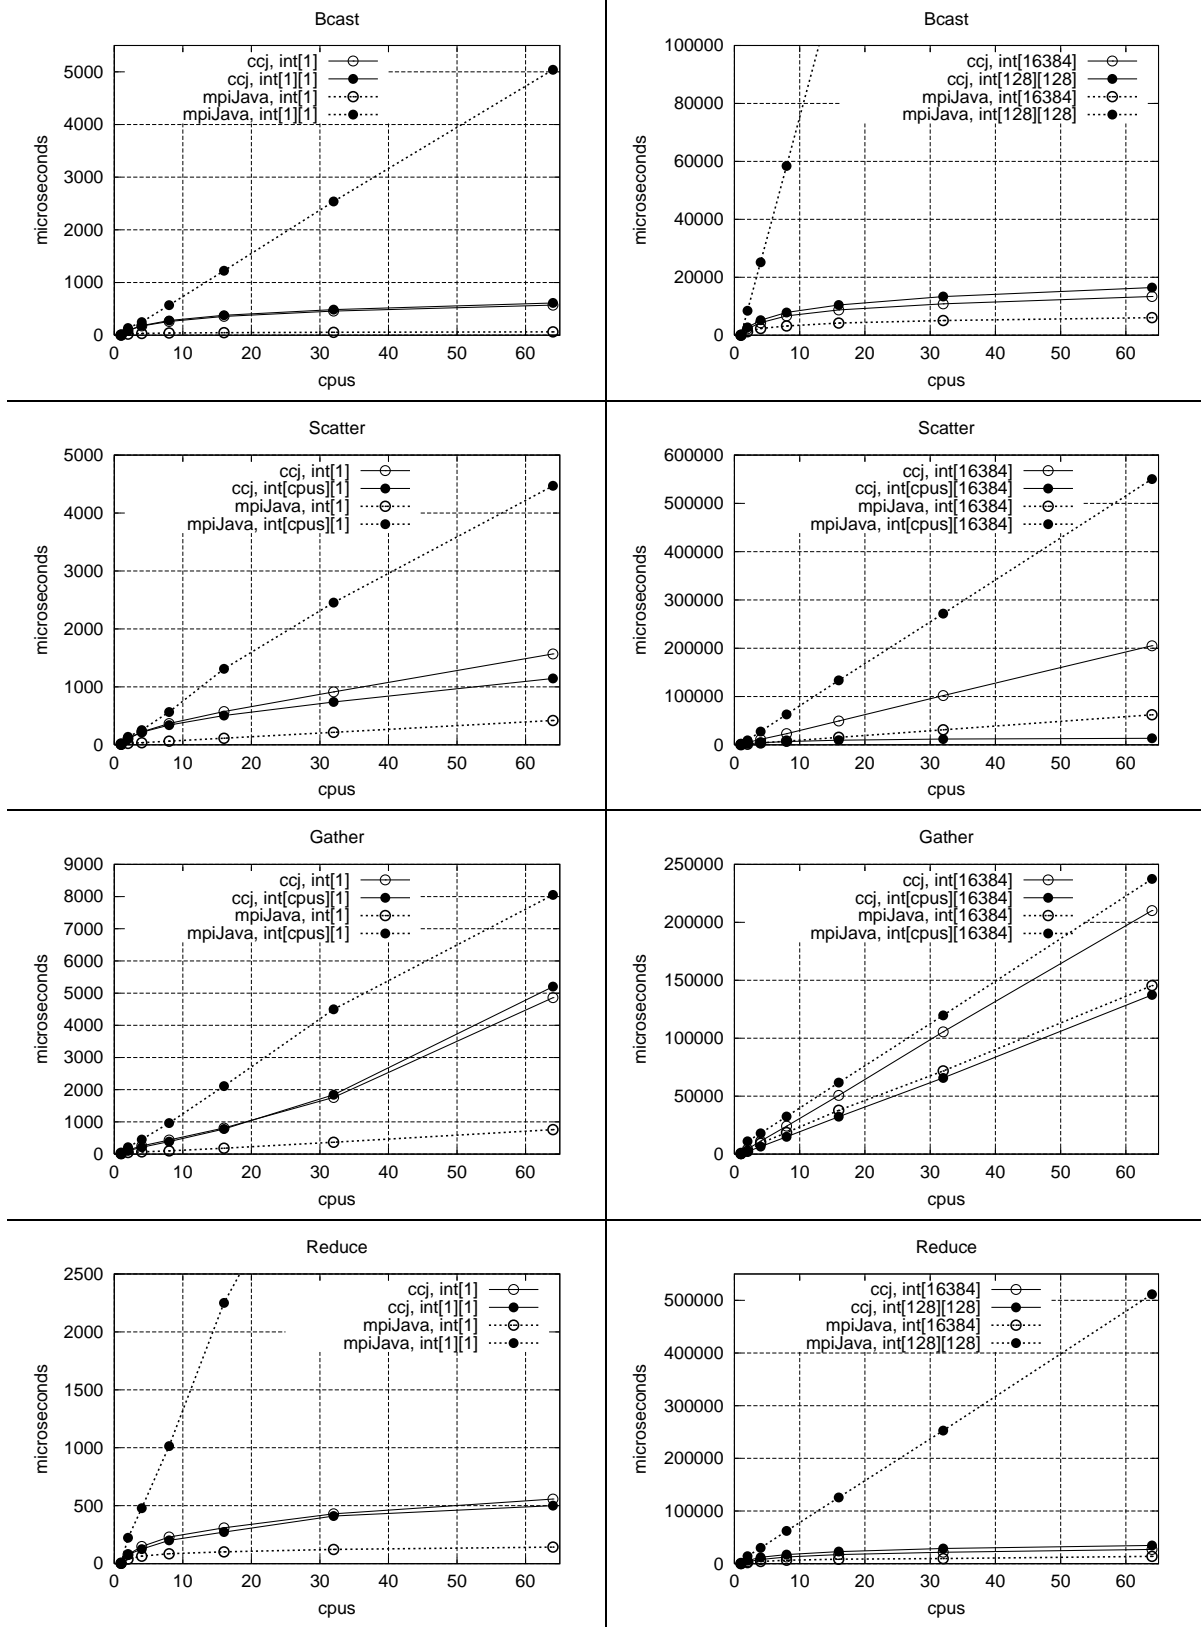 Bcast
microseconds
5000
4000
3000
2000
1000
0
ccj, int[1]
ccj, int[1][1]
mpiJava, int[1]
mpiJava, int[1][1]
0 10 20 30 40 50 60
cpus
Bcast
microseconds
100000
80000
60000
40000
20000
0
ccj, int[16384]
ccj, int[128][128]
mpiJava, int[16384]
mpiJava, int[128][128]
0 10 20 30 40 50 60
cpus
Scatter
microseconds
5000
4000
3000
2000
1000
0
ccj, int[1]
ccj, int[cpus][1]
mpiJava, int[1]
mpiJava, int[cpus][1]
0 10 20 30 40 50 60
cpus
Scatter
microseconds
600000
500000
400000
300000
200000
100000
0
ccj, int[16384]
ccj, int[cpus][16384]
mpiJava, int[16384]
mpiJava, int[cpus][16384]
0 10 20 30 40 50 60
cpus
Gather
microseconds
9000
8000
7000
6000
5000
4000
3000
2000
1000
0
ccj, int[1]
ccj, int[cpus][1]
mpiJava, int[1]
mpiJava, int[cpus][1]
0 10 20 30 40 50 60
cpus
Gather
microseconds
250000
200000
150000
100000
50000
0
ccj, int[16384]
ccj, int[cpus][16384]
mpiJava, int[16384]
mpiJava, int[cpus][16384]
0 10 20 30 40 50 60
cpus
Reduce
microseconds
2500
2000
1500
1000
500
0
ccj, int[1]
ccj, int[1][1]
mpiJava, int[1]
mpiJava, int[1][1]
0 10 20 30 40 50 60
cpus
Reduce
microseconds
500000
400000
300000
200000
100000
0
ccj, int[16384]
ccj, int[128][128]
mpiJava, int[16384]
mpiJava, int[128][128]
0 10 20 30 40 50 60
cpus